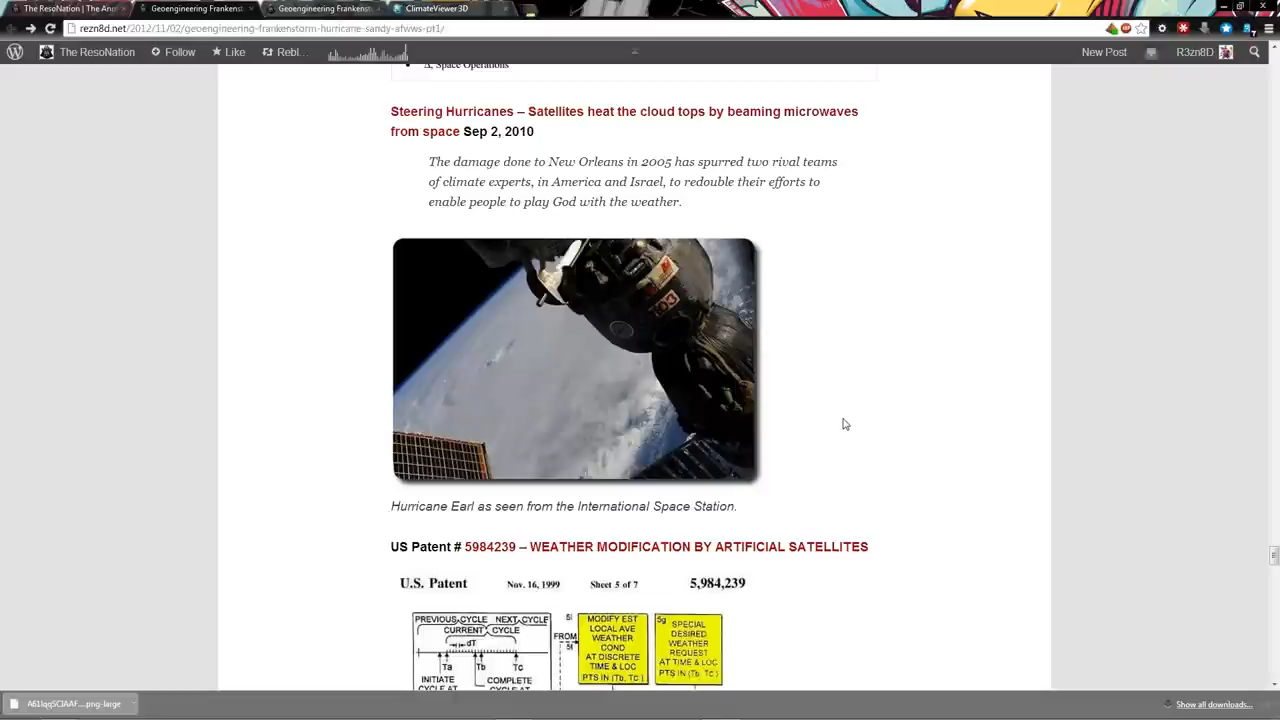 The ResoNation | The Ang
Geoengineering Frankenst
Geoengineering Frankenst
ClimateViewer 3D
rezn8d.net/2012/11/02/geoengineering-frankenstorm-hurricane-sandy-afwws-pt1/
The ResoNation Follow Like Rebl... New Post R3zn8D
Space Operations
Steering Hurricanes – Satellites heat the cloud tops by beaming microwaves
from space Sep 2, 2010
The damage done to New Orleans in 2005 has spurred two rival teams
of climate experts, in America and Israel, to redouble their efforts to
enable people to play God with the weather.
Hurricane Earl as seen from the International Space Station.
US Patent # 5984239 – WEATHER MODIFICATION BY ARTIFICIAL SATELLITES
U.S. Patent Nov. 16, 1999 Sheet 5 of 7 5,984,239
PREVIOUS CYCLE NEXT CYCLE
CURRENT CYCLE
dT
Ta Tb Tc
INITIATE COMPLETE
CYCLE AT CYCLE
FROM
5f
MODIFY EST
LOCAL AVE
WEATHER
COND
AT DISCRETE
TIME & LOC
PTS IN (Tb, Tc)
5g
SPECIAL
DESIRED
WEATHER
REQUEST
AT TIME & LOC
PTS IN (Tb, Tc)
Show all downloads...